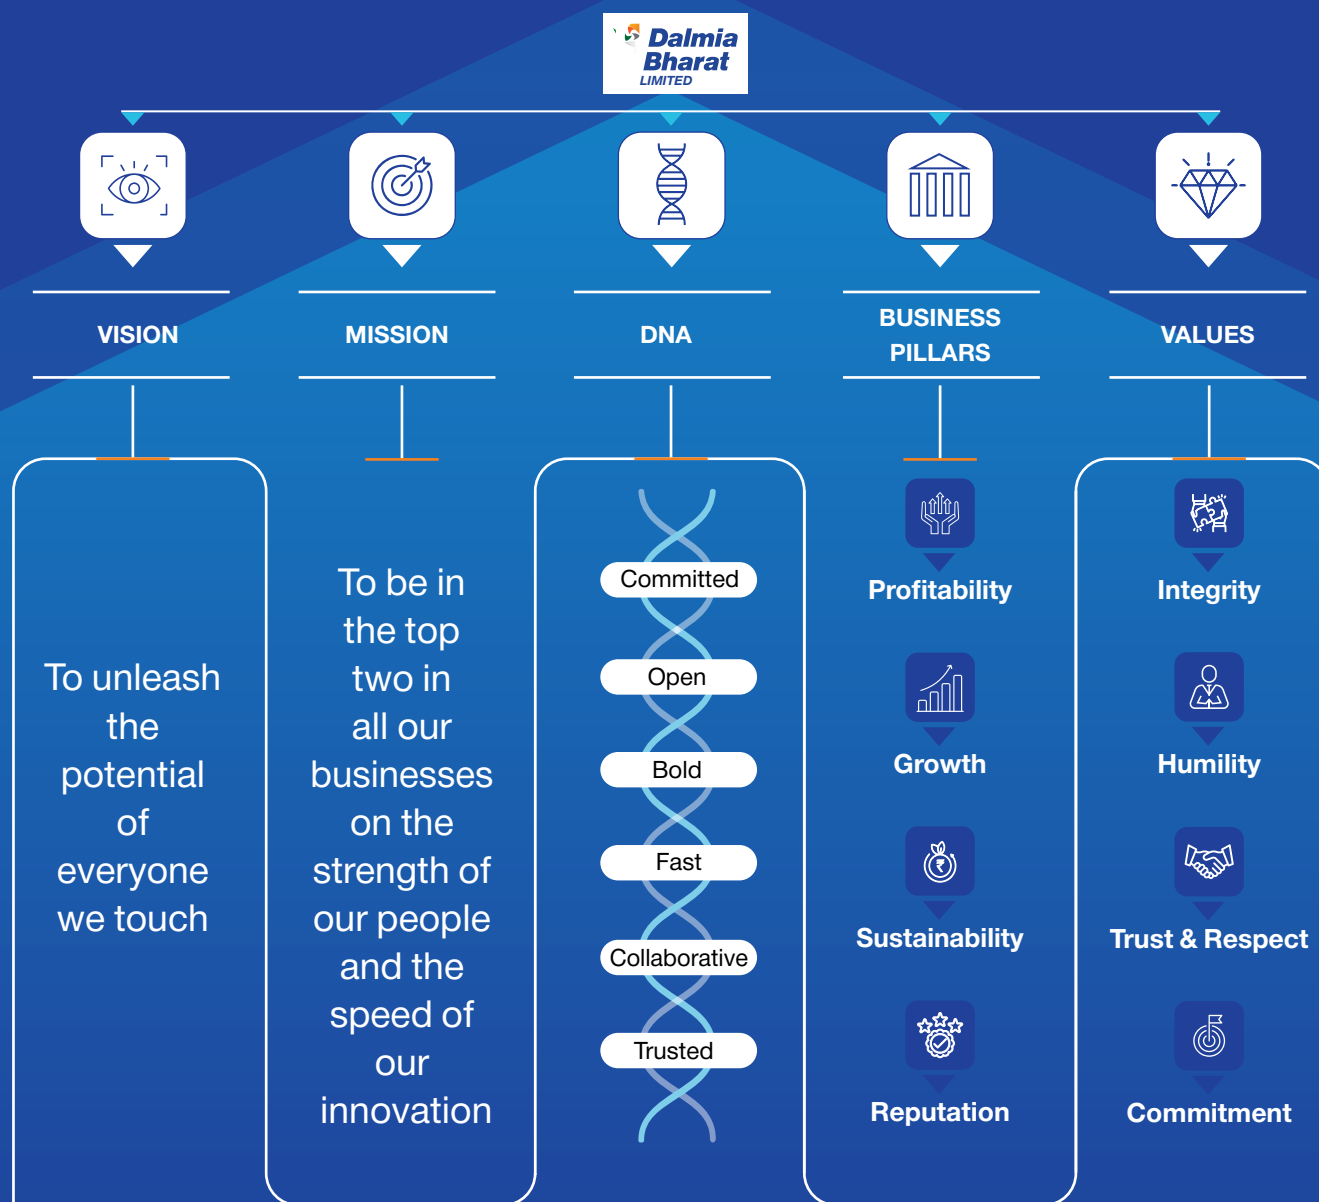 Dalmia
Bharat
LIMITED
VISION
MISSION
DNA
BUSINESS
PILLARS
VALUES
To unleash
the
potential
of
everyone
we touch
To be in
the top
two in
all our
businesses
on the
strength of
our people
and the
speed of
our
innovation
Committed
Open
Bold
Fast
Collaborative
Trusted
Profitability
Growth
₹
Sustainability
Reputation
Integrity
Humility
Trust & Respect
Commitment